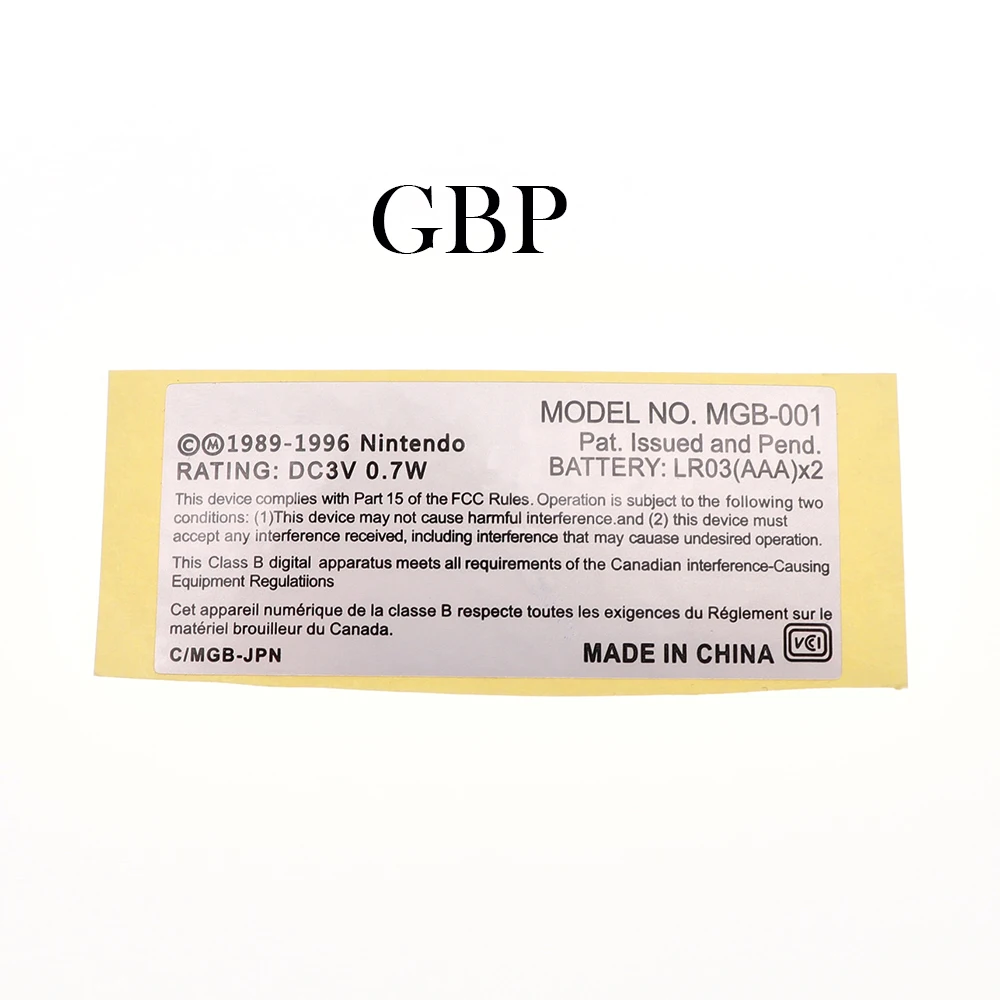 GBP
MODEL NO. MGB-001
©Ⓜ1989-1996 Nintendo
Pat. Issued and Pend.
RATING: DC3V 0.7W
BATTERY: LR03(AAA)x2
This device complies with Part 15 of the FCC Rules. Operation is subject to the following two
conditions: (1)This device may not cause harmful interference.and (2) this device must
accept any interference received, including interference that may cauase undesired operation.
This Class B digital apparatus meets all requirements of the Canadian interference-Causing
Equipment Regulatiions
Cet appareil numérique de la classe B respecte toutes les exigences du Réglement sur le
matériel brouilleur du Canada.
C/MGB-JPN
MADE IN CHINA
VCI